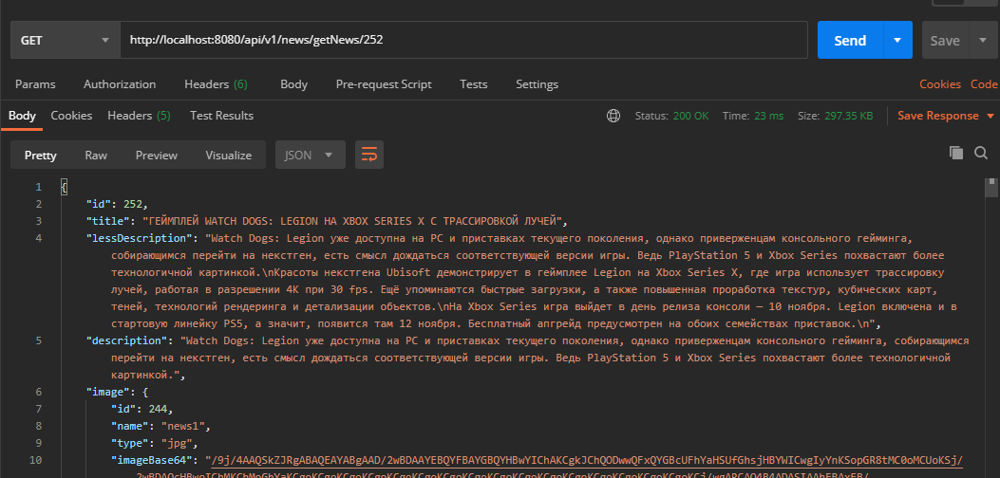 GET http://localhost:8080/api/v1/news/getNews/252 Send Save
Params Authorization Headers (6) Body Pre-request Script Tests Settings Cookies Code
Body Cookies Headers (5) Test Results Status: 200 OK Time: 23 ms Size: 297.35 KB Save Response
Pretty Raw Preview Visualize JSON
1 {
2 "id": 252,
3 "title": "ГЕЙМПЛЕЙ WATCH DOGS: LEGION НА XBOX SERIES X С ТРАССИРОВКОЙ ЛУЧЕЙ",
4 "lessDescription": "Watch Dogs: Legion уже доступна на PC и приставках текущего поколения, однако приверженцам консольного гейминга,
собирающимся перейти на некстген, есть смысл дождаться соответствующей версии игры. Ведь PlayStation 5 и Xbox Series похвастают более
технологичной картинкой.\nКрасоты некстгена Ubisoft демонстрирует в геймплее Legion на Xbox Series X, где игра использует трассировку
лучей, работая в разрешении 4K при 30 fps. Ещё упоминаются быстрые загрузки, а также повышенная проработка текстур, кубических карт,
теней, технологий рендеринга и детализации объектов.\nНа Xbox Series игра выйдет в день релиза консоли — 10 ноября. Legion включена и в
стартовую линейку PS5, а значит, появится там 12 ноября. Бесплатный апгрейд предусмотрен на обоих семействах приставок.\n",
5 "description": "Watch Dogs: Legion уже доступна на PC и приставках текущего поколения, однако приверженцам консольного гейминга, собирающимся
перейти на некстген, есть смысл дождаться соответствующей версии игры. Ведь PlayStation 5 и Xbox Series похвастают более технологичной
картинкой.",
6 "image": {
7 "id": 244,
8 "name": "news1",
9 "type": "jpg",
10 "imageBase64":